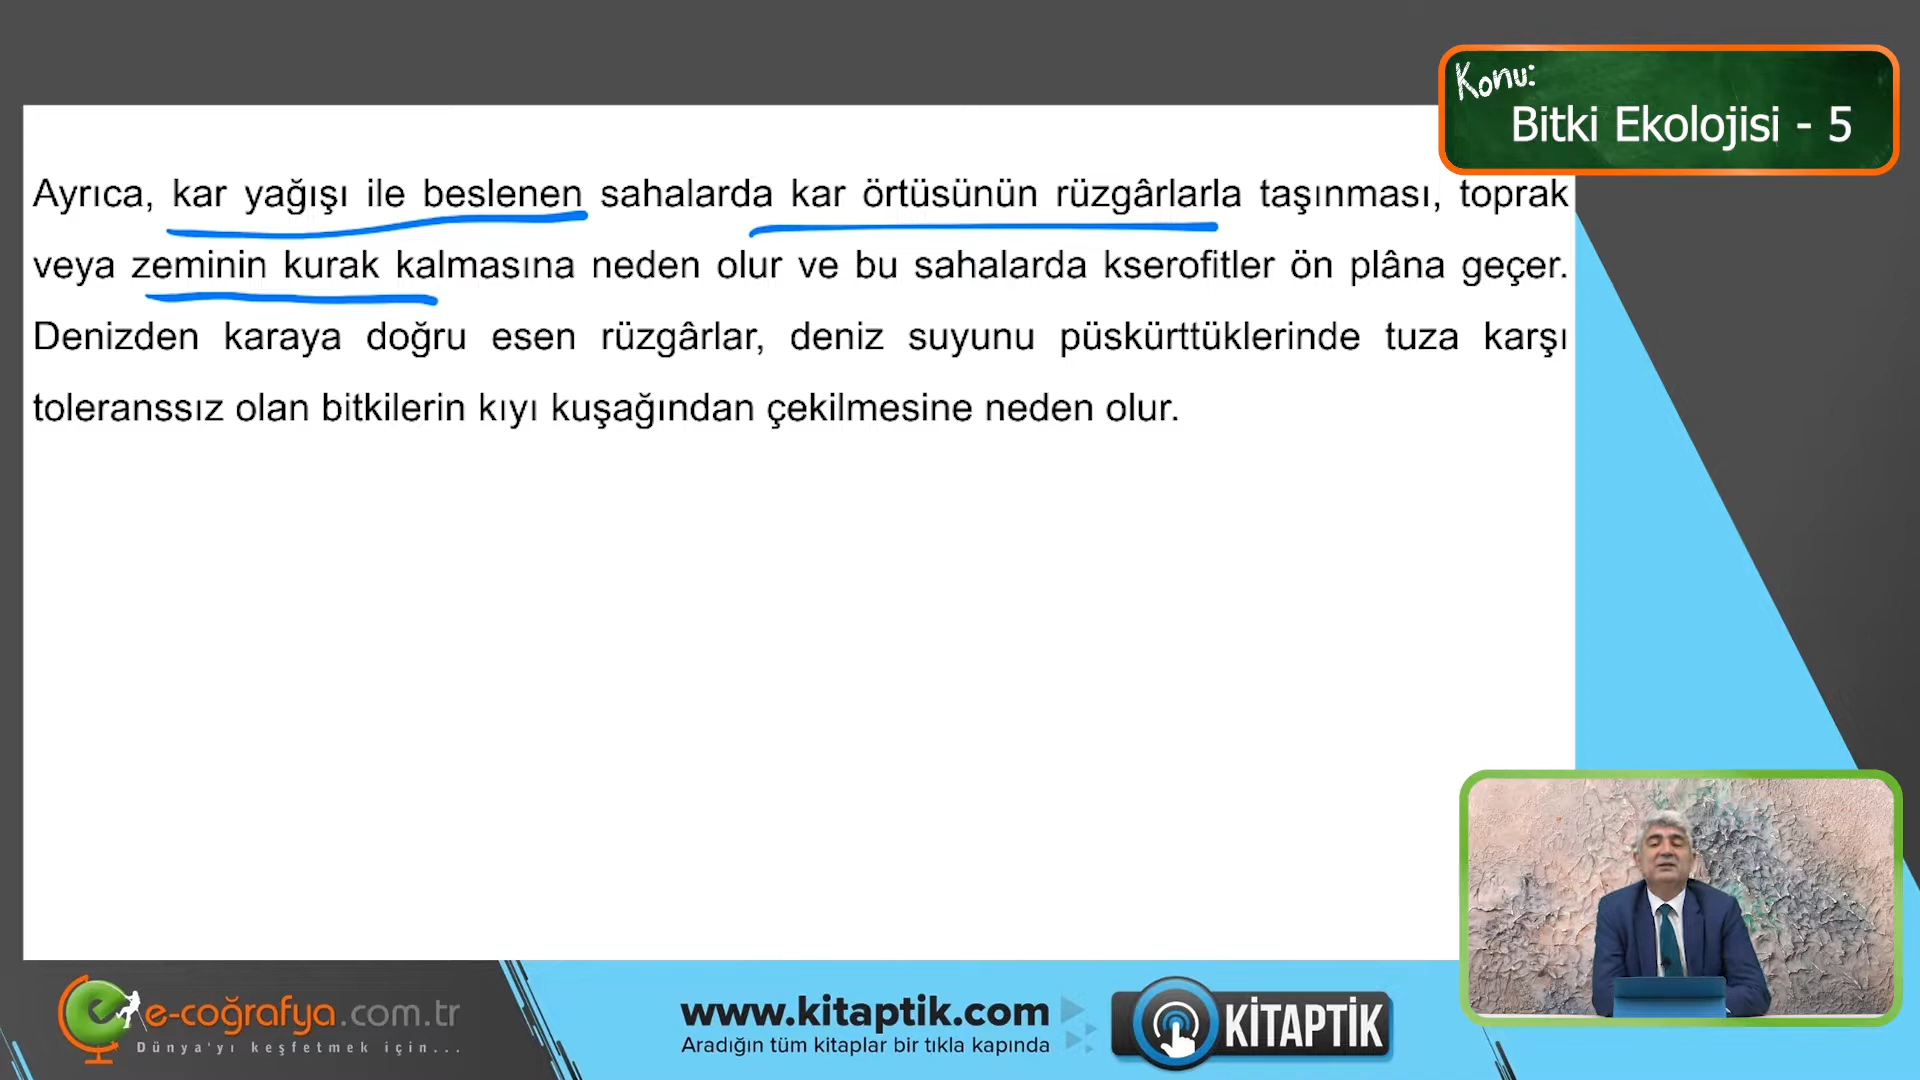 Konu:
Bitki Ekolojisi - 5
Ayrıca, kar yağışı ile beslenen sahalarda kar örtüsünün rüzgârlarla taşınması, toprak
veya zeminin kurak kalmasına neden olur ve bu sahalarda kserofitler ön plâna geçer.
Denizden karaya doğru esen rüzgârlar, deniz suyunu püskürttüklerinde tuza karşı
toleranssız olan bitkilerin kıyı kuşağından çekilmesine neden olur.
e-coğrafya.com.tr
Dünya'yı keşfetmek için...
www.kitaptik.com
Aradığın tüm kitaplar bir tıkla kapında
KİTAPTİK